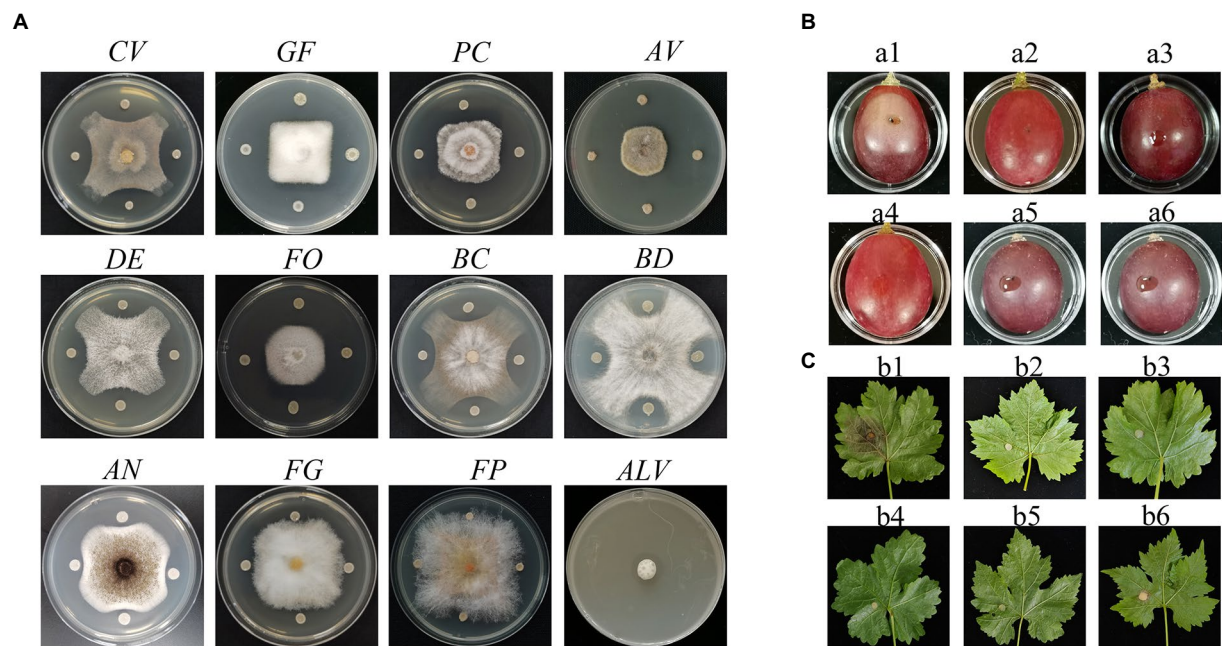 A
CV GF PC AV
DE FO BC BD
AN FG FP ALV
B
a1 a2 a3
a4 a5 a6
C
b1 b2 b3
b4 b5 b6